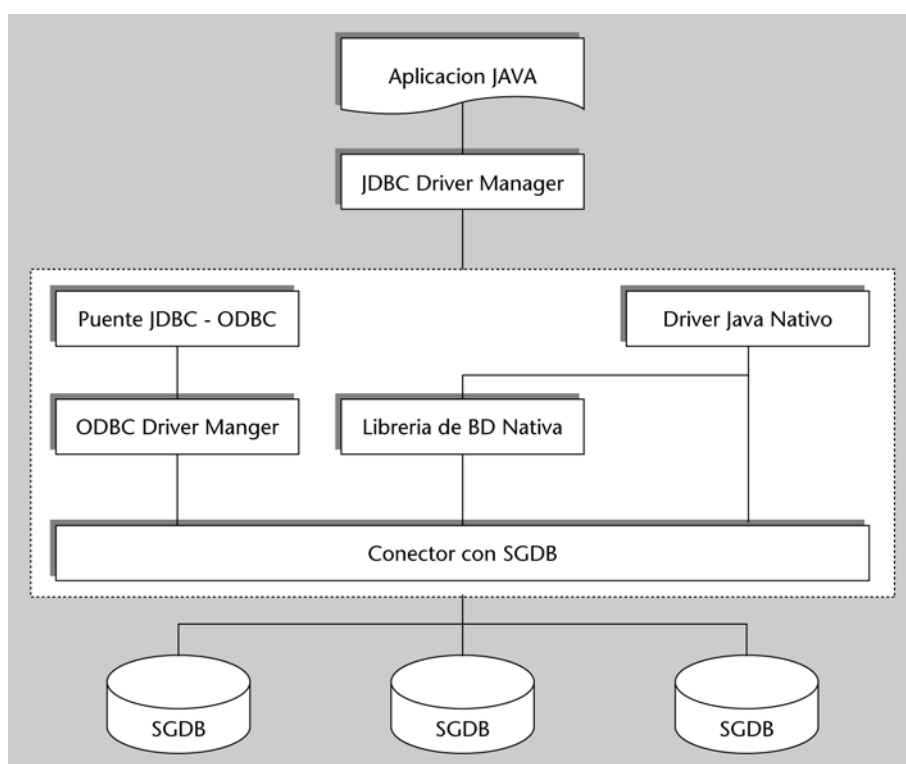 Aplicacion JAVA
JDBC Driver Manager
Puente JDBC - ODBC
Driver Java Nativo
ODBC Driver Manger
Libreria de BD Nativa
Conector con SGDB
SGDB
SGDB
SGDB